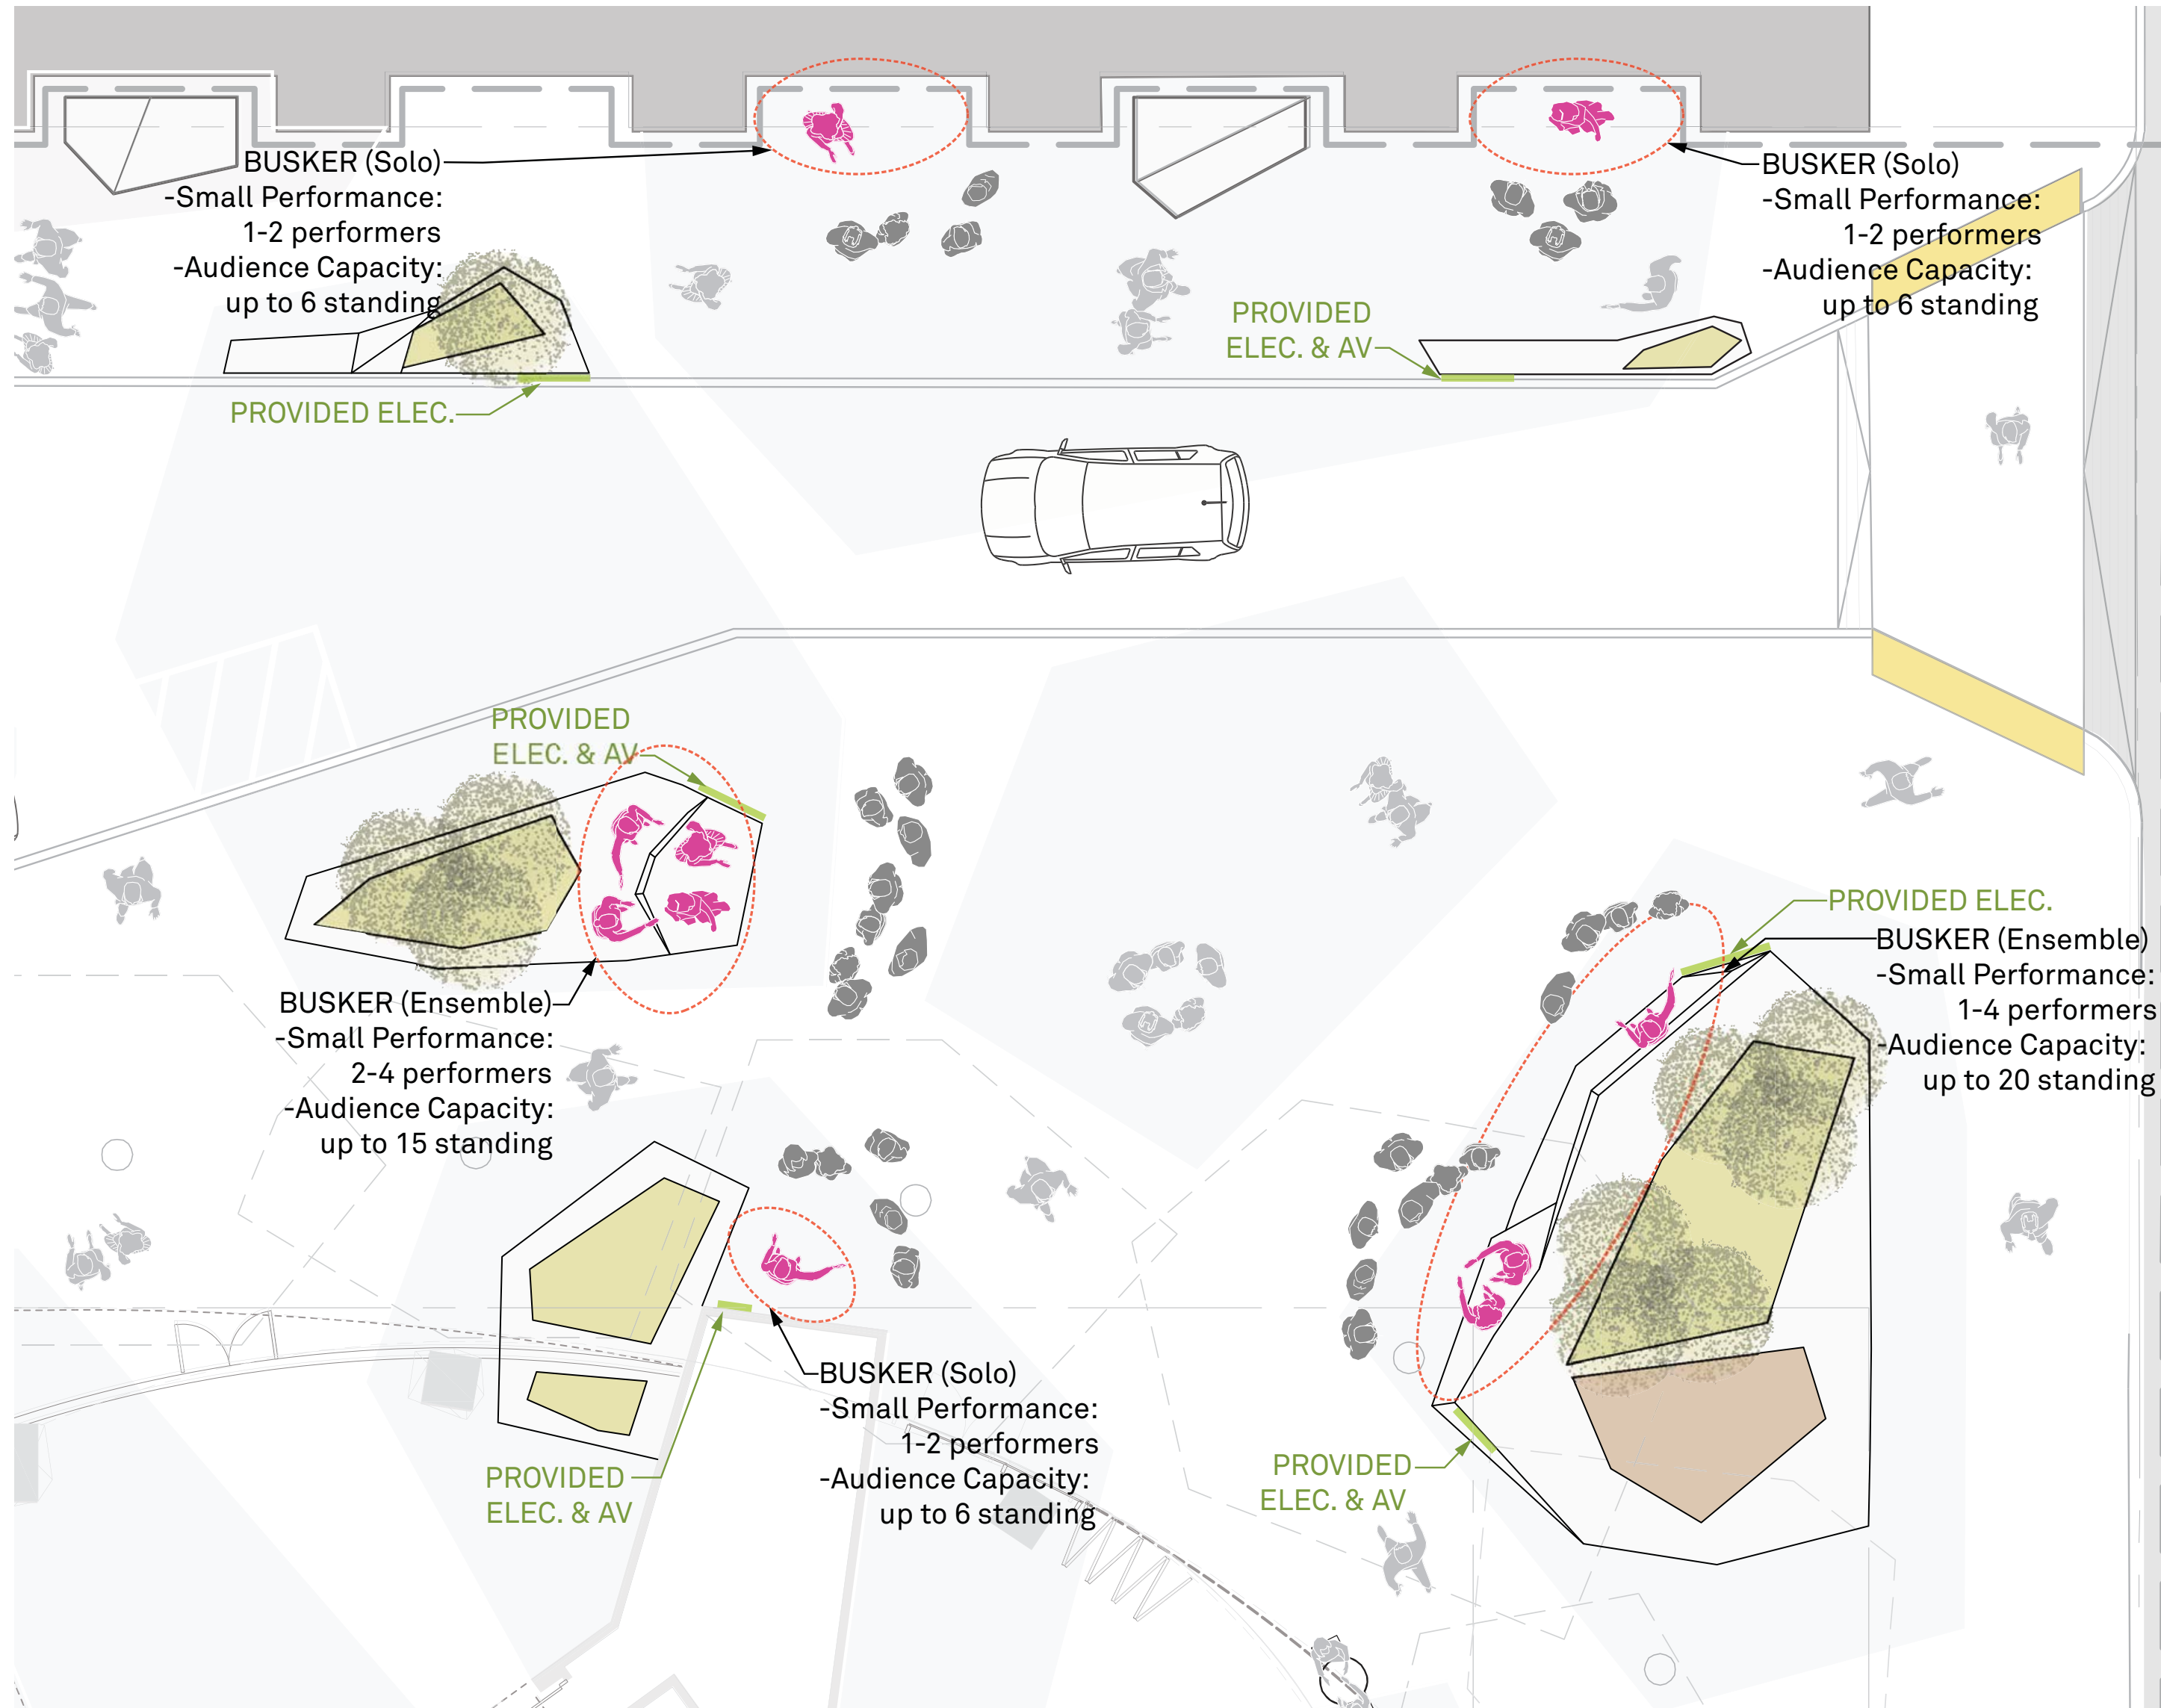 BUSKER (Solo)
-Small Performance:
1-2 performers
-Audience Capacity:
up to 6 standing
BUSKER (Solo)
-Small Performance:
1-2 performers
-Audience Capacity:
up to 6 standing
PROVIDED
ELEC. & AV
PROVIDED ELEC.
PROVIDED
ELEC. & AV
PROVIDED ELEC.
BUSKER (Ensemble)
-Small Performance:
1-4 performers
-Audience Capacity:
up to 20 standing
BUSKER (Ensemble)
-Small Performance:
2-4 performers
-Audience Capacity:
up to 15 standing
BUSKER (Solo)
-Small Performance:
1-2 performers
-Audience Capacity:
up to 6 standing
PROVIDED
ELEC. & AV
PROVIDED
ELEC. & AV